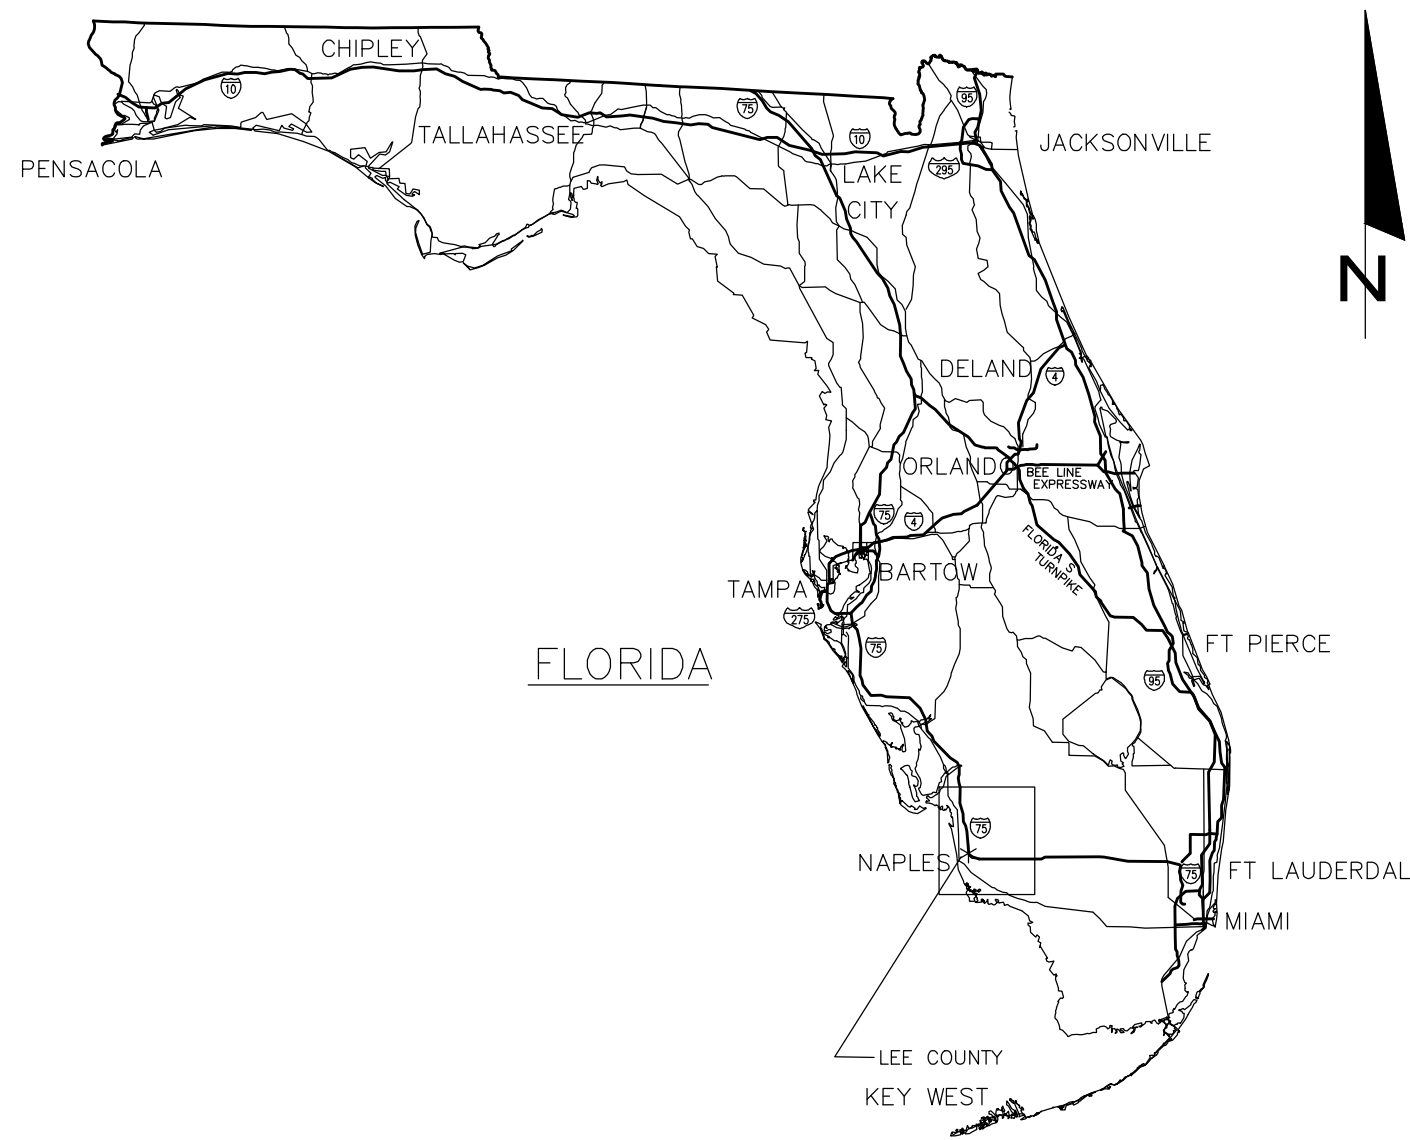 CHIPLEY
10
75
95
TALLAHASSEE
10
JACKSONVILLE
PENSACOLA
295
LAKE
CITY
N
DELAND
4
ORLANDO
BEE LINE
EXPRESSWAY
75
4
FLORIDA S
TURNPIKE
BARTOW
TAMPA
275
75
FT PIERCE
FLORIDA
95
75
NAPLES
75
FT LAUDERDAL
MIAMI
LEE COUNTY
KEY WEST